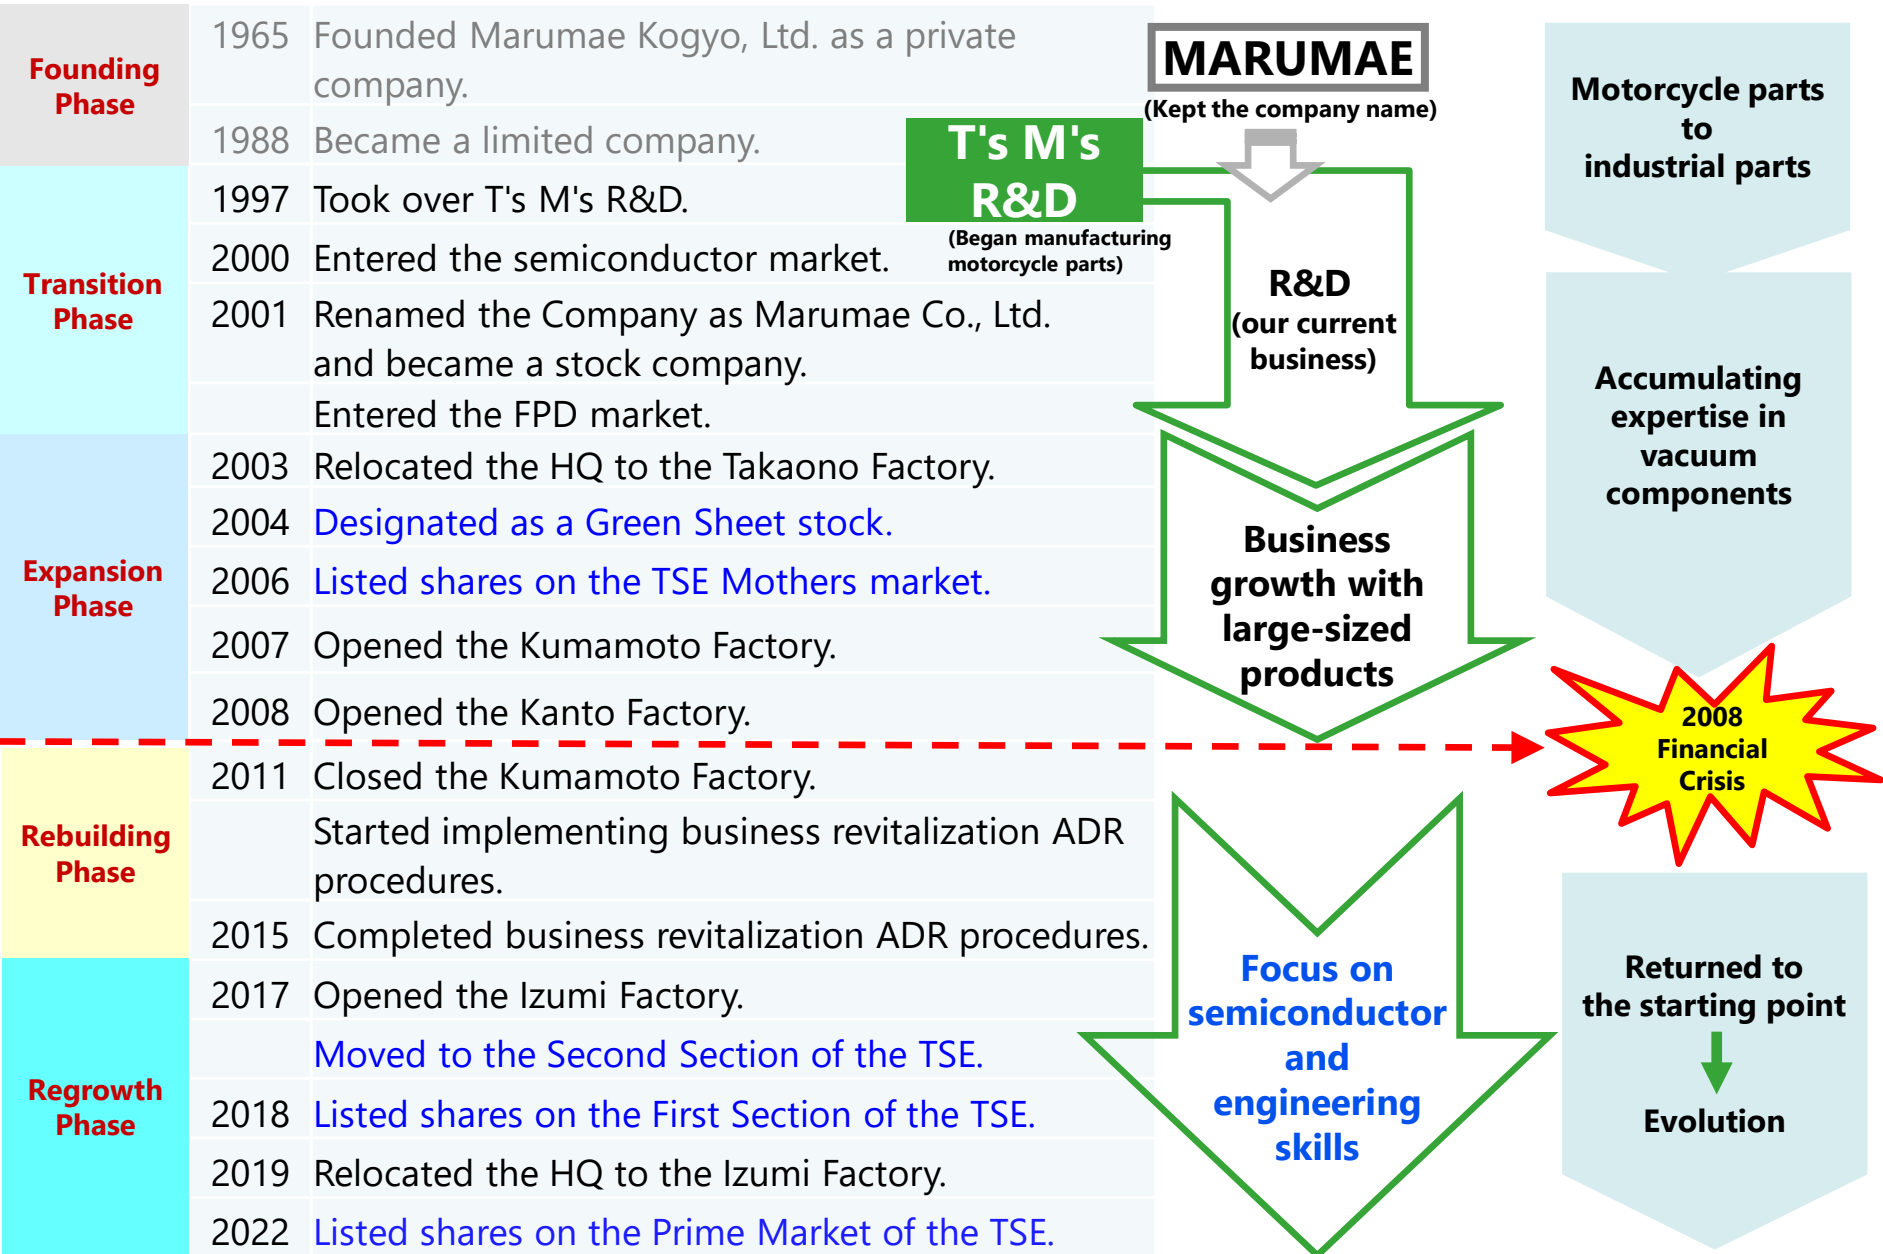 Founding
Phase
1965 Founded Marumae Kogyo, Ltd. as a private
company.
1988 Became a limited company.
Transition
Phase
1997 Took over T's M's R&D.
2000 Entered the semiconductor market.
2001 Renamed the Company as Marumae Co., Ltd.
and became a stock company.
Entered the FPD market.
Expansion
Phase
2003 Relocated the HQ to the Takaono Factory.
2004 Designated as a Green Sheet stock.
2006 Listed shares on the TSE Mothers market.
2007 Opened the Kumamoto Factory.
2008 Opened the Kanto Factory.
Rebuilding
Phase
2011 Closed the Kumamoto Factory.
Started implementing business revitalization ADR
procedures.
2015 Completed business revitalization ADR procedures.
Regrowth
Phase
2017 Opened the Izumi Factory.
Moved to the Second Section of the TSE.
2018 Listed shares on the First Section of the TSE.
2019 Relocated the HQ to the Izumi Factory.
2022 Listed shares on the Prime Market of the TSE.
MARUMAE
(Kept the company name)
T's M's
R&D
(Began manufacturing
motorcycle parts)
R&D
(our current
business)
Business
growth with
large-sized
products
Focus on
semiconductor
and
engineering
skills
Motorcycle parts
to
industrial parts
Accumulating
expertise in
vacuum
components
2008
Financial
Crisis
Returned to
the starting point
Evolution